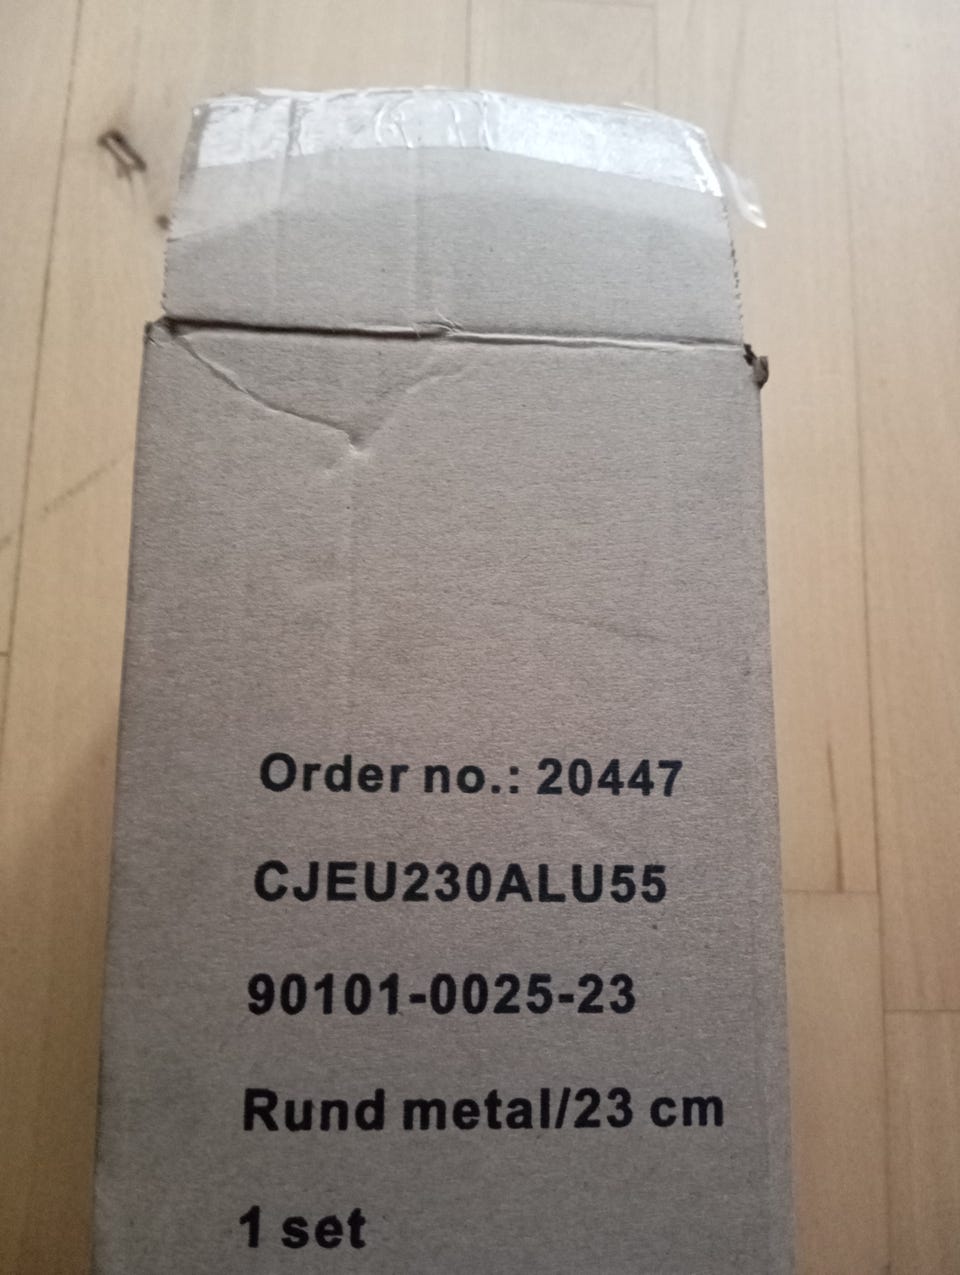 Order no.: 20447
CJEU230ALU55
90101-0025-23
Rund metal/23 cm
1 set